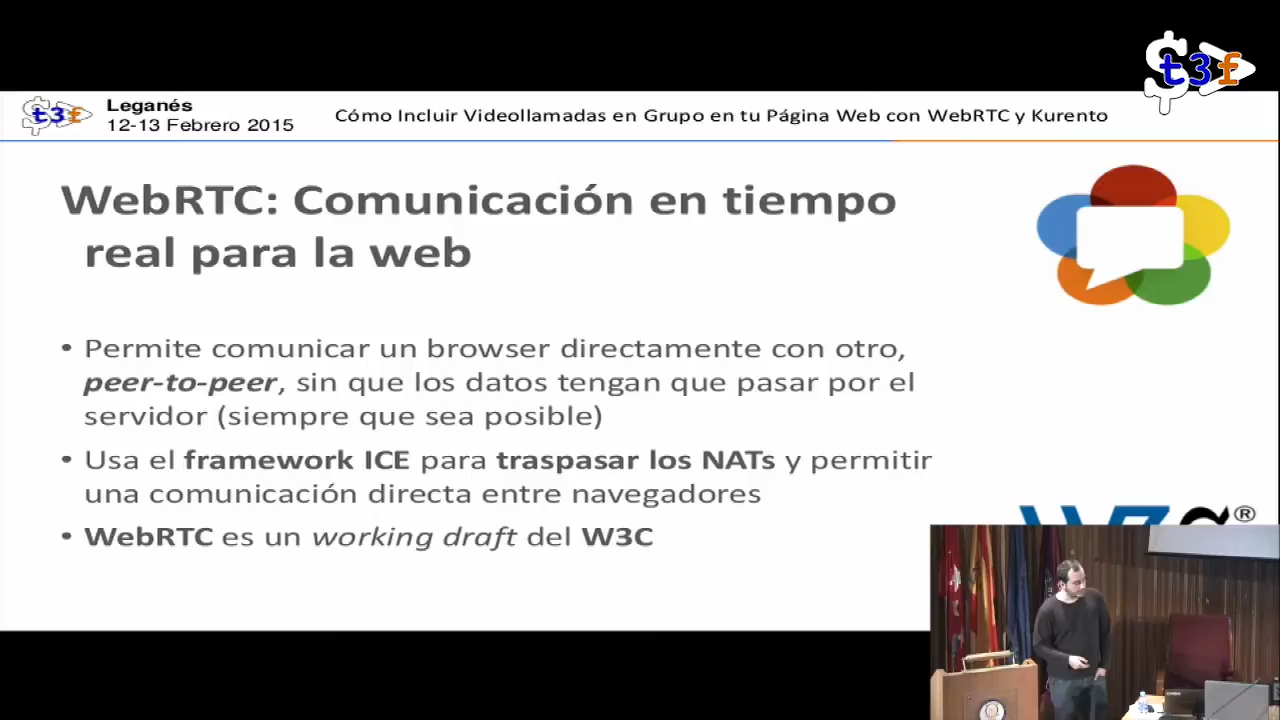 t3f
t3f
Leganés
12-13 Febrero 2015
Cómo Incluir Videollamadas en Grupo en tu Página Web con WebRTC y Kurento
WebRTC: Comunicación en tiempo
real para la web
• Permite comunicar un browser directamente con otro,
peer-to-peer, sin que los datos tengan que pasar por el
servidor (siempre que sea posible)
• Usa el framework ICE para traspasar los NATs y permitir
una comunicación directa entre navegadores
• WebRTC es un working draft del W3C
W3C®